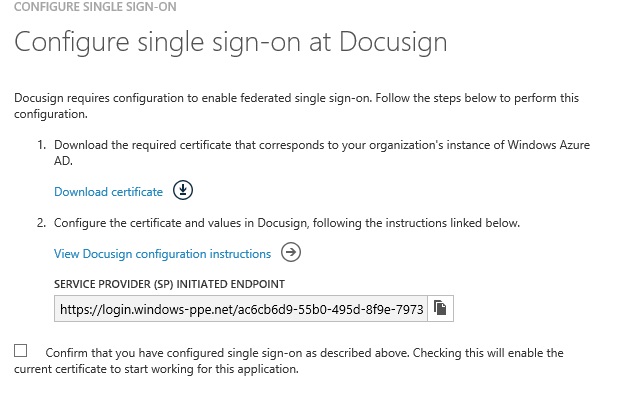 CONFIGURE SINGLE SIGN-ON
Configure single sign-on at Docusign
Docusign requires configuration to enable federated single sign-on. Follow the steps below to perform this
configuration.
1. Download the required certificate that corresponds to your organization's instance of Windows Azure
AD.
Download certificate
2. Configure the certificate and values in Docusign, following the instructions linked below.
View Docusign configuration instructions
SERVICE PROVIDER (SP) INITIATED ENDPOINT
https://login.windows-ppe.net/ac6cb6d9-55b0-495d-8f9e-7973
Confirm that you have configured single sign-on as described above. Checking this will enable the
current certificate to start working for this application.